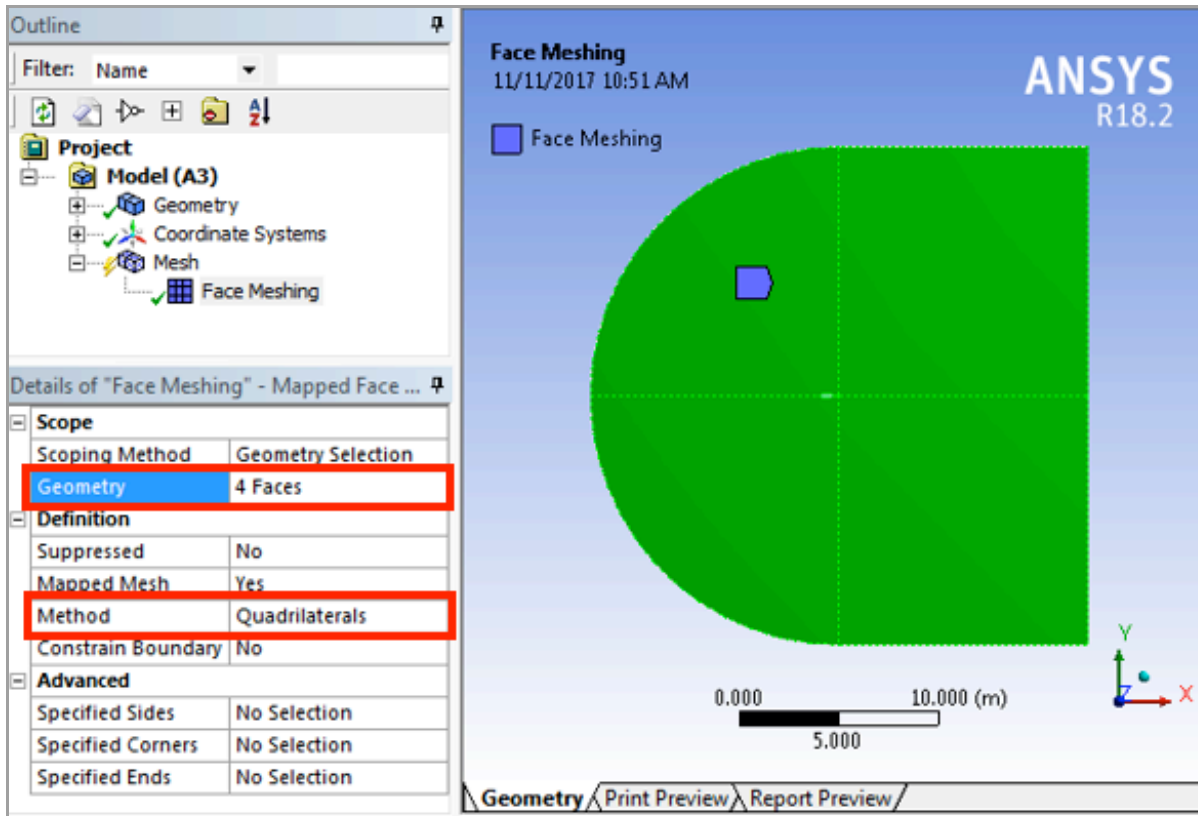 Outline
Filter: Name
Project
Model (A3)
Geometry
Coordinate Systems
Mesh
Face Meshing
Details of "Face Meshing" - Mapped Face ...
Scope
Scoping Method Geometry Selection
Geometry 4 Faces
Definition
Suppressed No
Mapped Mesh Yes
Method Quadrilaterals
Constrain Boundary No
Advanced
Specified Sides No Selection
Specified Corners No Selection
Specified Ends No Selection
Face Meshing
11/11/2017 10:51 AM
Face Meshing
ANSYS
R18.2
0.000 10.000 (m)
5.000
Y
Z X
Geometry Print Preview Report Preview